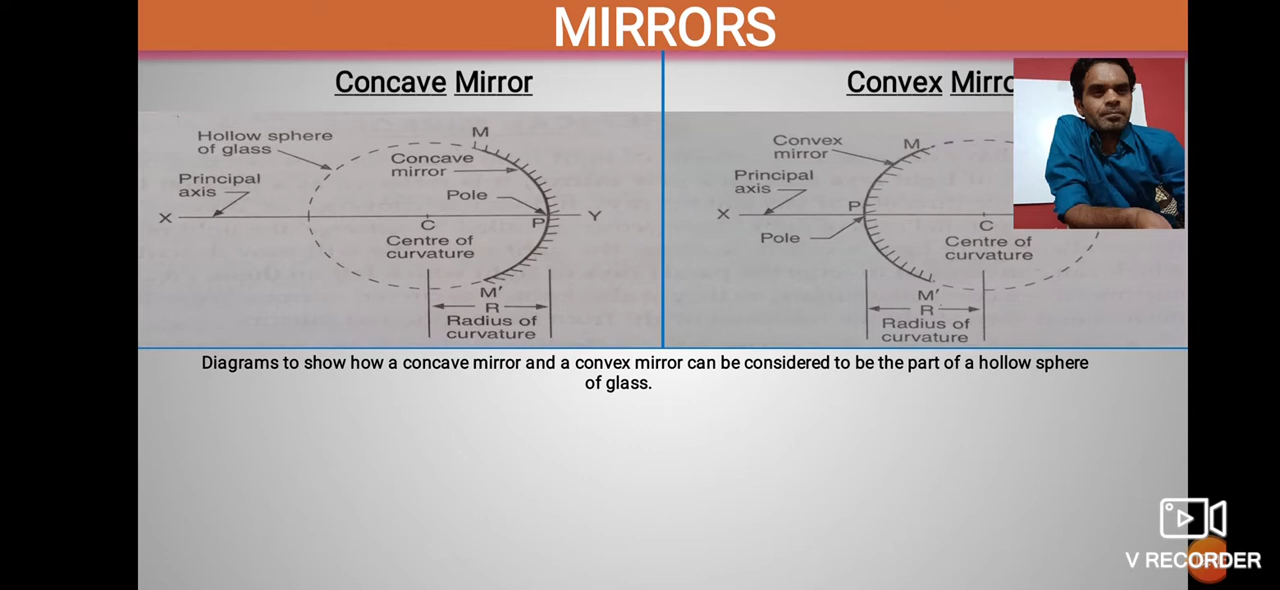 MIRRORS
Concave Mirror
Hollow sphere
of glass
M
Concave
mirror
Principal
axis
Pole
X
Y
C
P
Centre of
curvature
M'
R
Radius of
curvature
Convex
Convex
mirror
M
Principal
axis
X
P
Pole
C
Centre of
curvature
M'
R
Radius of
curvature
Diagrams to show how a concave mirror and a convex mirror can be considered to be the part of a hollow sphere
of glass.
V RECORDER